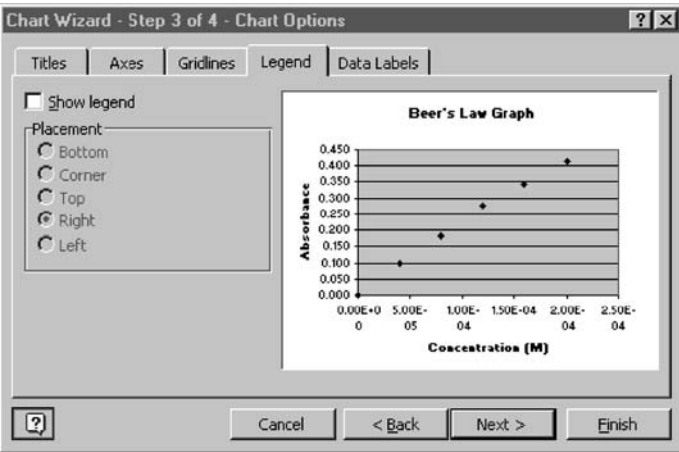 Chart Wizard - Step 3 of 4 - Chart Options
Titles Axes Gridlines Legend Data Labels
Show legend
Placement
Bottom
Corner
Top
Right
Left
Beer's Law Graph
Absorbance
0.450
0.400
0.350
0.300
0.250
0.200
0.150
0.100
0.050
0.000
0.00E+0 5.00E- 1.00E- 1.50E-04 2.00E- 2.50E-
0 05 04 04 04
Concentration (M)
Cancel < Back Next > Finish